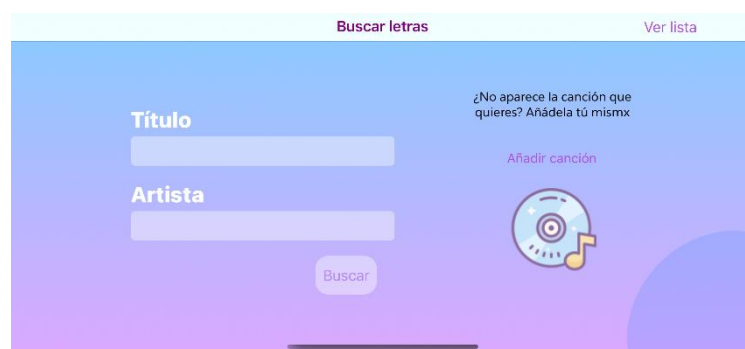 Buscar letras
Ver lista
Título
Artista
Buscar
¿No aparece la canción que
quieres? Añádela tú mismx
Añadir canción